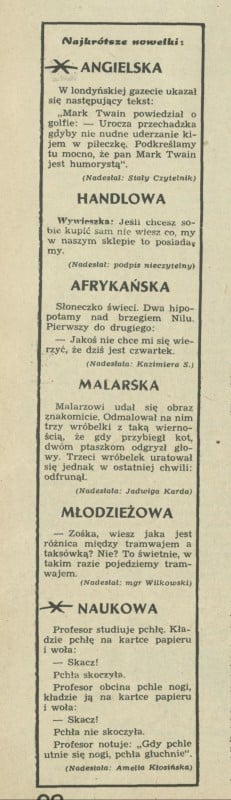 Najkrótsze nowelki:
ANGIELSKA
W londyńskiej gazecie ukazał
się następujący tekst:
„Mark Twain powiedział o
golfie: — Urocza przechadzka
gdyby nie nudne uderzanie ki-
jem w piłeczkę. Podkreślamy
tu mocno, że pan Mark Twain
jest humorystą”.
(Nadesłał: Stały Czytelnik)
HANDLOWA
Wywieszka: Jeśli chcesz so-
bie kupić sam nie wiesz co, my
w naszym sklepie to posiada
my.
(Nadesłał: podpis nieczytelny)
AFRYKAŃSKA
Słoneczko świeci. Dwa hipo-
potamy nad brzegiem Nilu.
Pierwszy do drugiego:
— Jakoś nie chce mi się wie-
rzyć, że dziś jest czwartek.
(Nadesłała: Kazimiera S.)
MALARSKA
Malarzowi udał się obraz
znakomicie. Odmalował na nim
trzy wróbelki z taką wierno-
ścią, że gdy przybiegł kot,
dwóm ptaszkom odgryzł gło-
wy. Trzeci wróbelek uratował
się jednak w ostatniej chwili:
odfrunął.
(Nadesłała: Jadwiga Karda)
MŁODZIEŻOWA
— Zośka, wiesz jaka jest
różnica między tramwajem a
taksówką? Nie? To świetnie, w
takim razie pojedziemy tram-
wajem.
(Nadesłał: mgr Wilkowski)
NAUKOWA
Profesor studiuje pchłę. Kła-
dzie pchłę na kartce papieru
i woła:
— Skacz!
Pchła skoczyła.
Profesor obcina pchle nogi,
kładzie ją na kartce papieru
i woła:
— Skacz!
Pchła nie skoczyła.
Profesor notuje: „Gdy pchle
utnie się nogi, pchła głuchnie”.
(Nadesłała: Amelia Kłosińska)